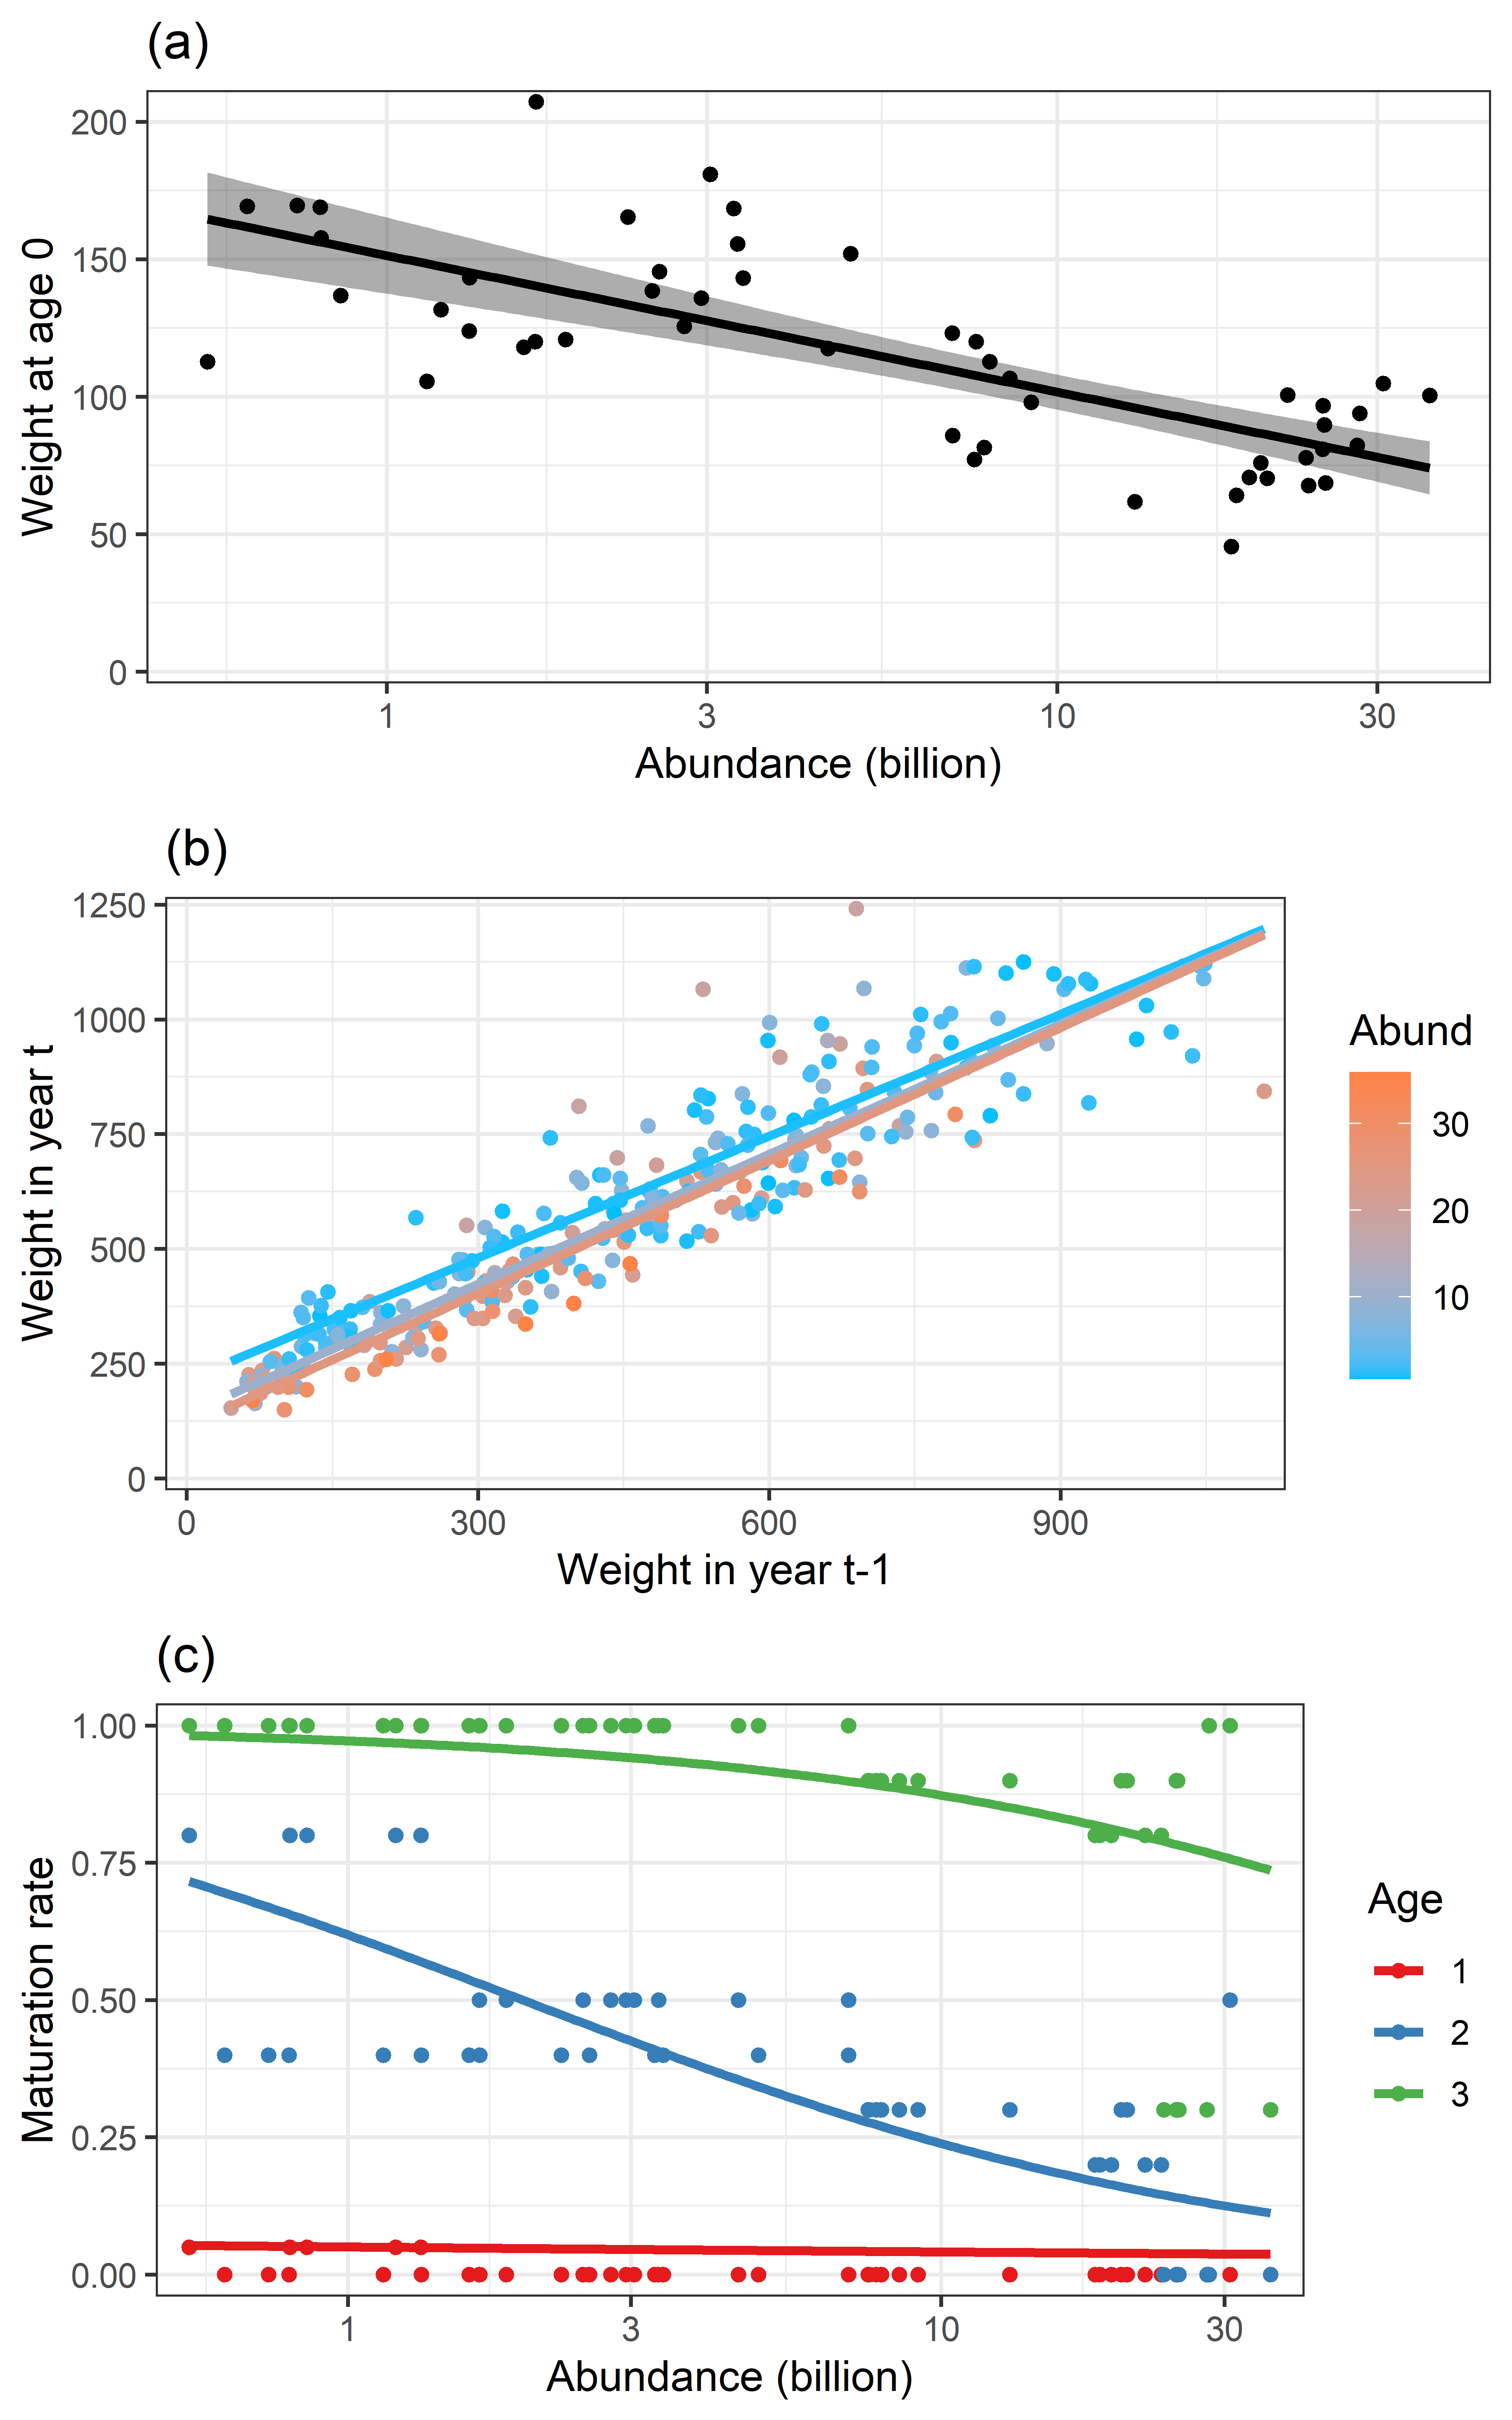 (a)
200
150
100
50
0
Weight at age 0
1 3 10 30
Abundance (billion)
(b)
1250
1000
750
500
250
0
Weight in year t
0 300 600 900
Weight in year t-1
Abund
30
20
10
(c)
1.00
0.75
0.50
0.25
0.00
Maturation rate
1 3 10 30
Abundance (billion)
Age
1
2
3